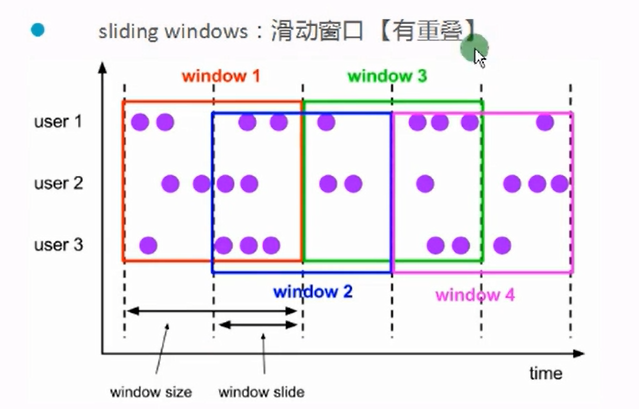 sliding windows：滑动窗口 【有重叠】
window 1
window 3
user 1
user 2
user 3
window 2
window 4
time
window size
window slide